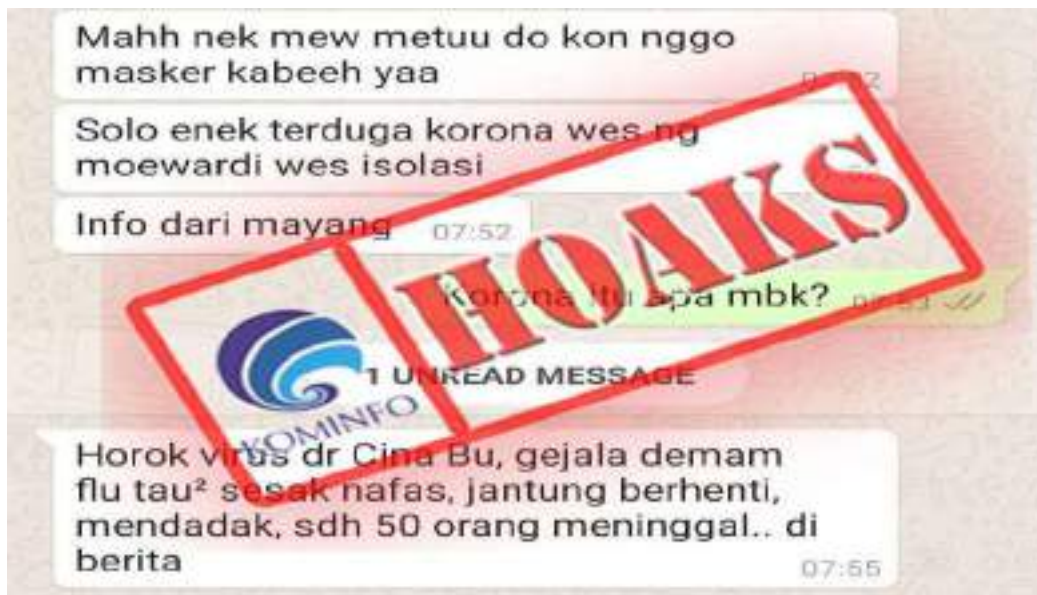 Mahh nek mew metuu do kon nggo
masker kabeeh yaa
Solo enek terduga korona wes ng
moewardi wes isolasi
Info dari mayang 07:52
HOAKS
Korona itu apa mbk?
1 UNREAD MESSAGE
KOMINFO
Horok virus dr Cina Bu, gejala demam
flu tau² sesak nafas, jantung berhenti,
mendadak, sdh 50 orang meninggal.. di
berita 07:55